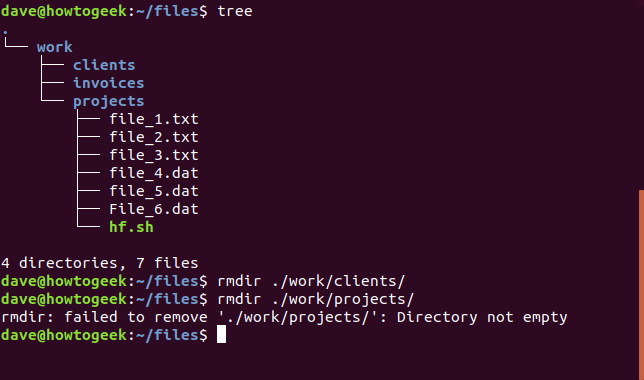 dave@howtogeek:~/files$ tree
.
└── work
    ├── clients
    ├── invoices
    └── projects
        ├── file_1.txt
        ├── file_2.txt
        ├── file_3.txt
        ├── file_4.dat
        ├── file_5.dat
        ├── File_6.dat
        └── hf.sh
4 directories, 7 files
dave@howtogeek:~/files$ rmdir ./work/clients/
dave@howtogeek:~/files$ rmdir ./work/projects/
rmdir: failed to remove './work/projects/': Directory not empty
dave@howtogeek:~/files$